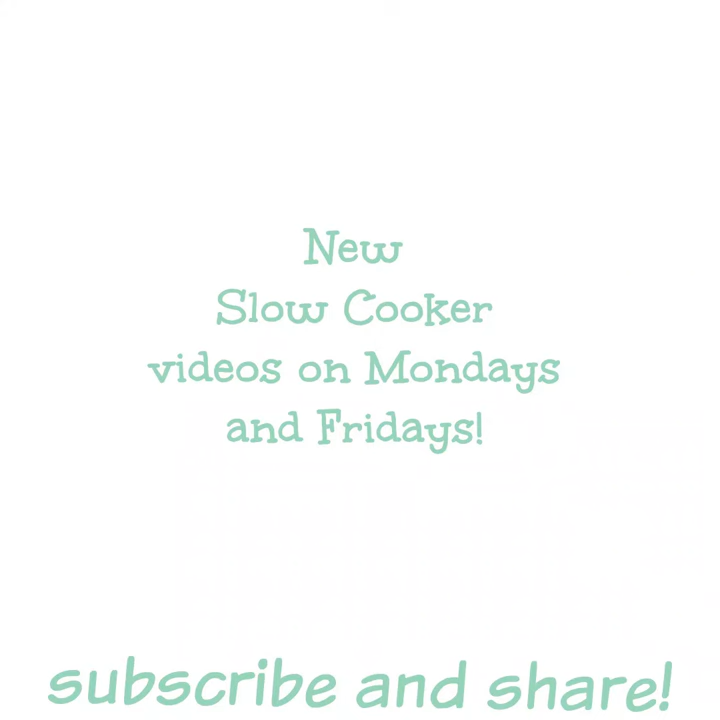 New
Slow Cooker
videos on Mondays
and Fridays!
subscribe and share!